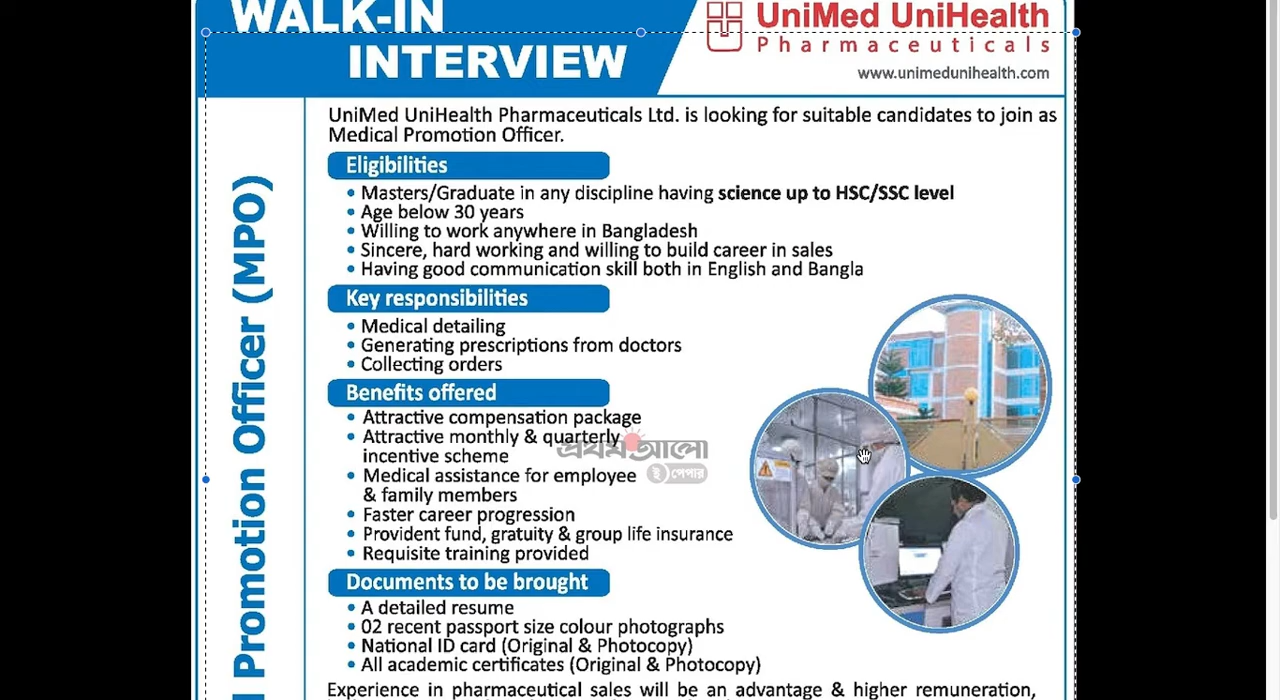 WALK-IN
INTERVIEW
UniMed UniHealth
Pharmaceuticals
www.unimedunihealth.com
l Promotion Officer (MPO)
UniMed UniHealth Pharmaceuticals Ltd. is looking for suitable candidates to join as
Medical Promotion Officer.
Eligibilities
• Masters/Graduate in any discipline having science up to HSC/SSC level
• Age below 30 years
• Willing to work anywhere in Bangladesh
• Sincere, hard working and willing to build career in sales
• Having good communication skill both in English and Bangla
Key responsibilities
• Medical detailing
• Generating prescriptions from doctors
• Collecting orders
Benefits offered
• Attractive compensation package
• Attractive monthly & quarterly
incentive scheme
• Medical assistance for employee
& family members
• Faster career progression
• Provident fund, gratuity & group life insurance
• Requisite training provided
প্রথম আলো
ই পেপার
Documents to be brought
• A detailed resume
• 02 recent passport size colour photographs
• National ID card (Original & Photocopy)
• All academic certificates (Original & Photocopy)
Experience in pharmaceutical sales will be an advantage & higher remuneration,